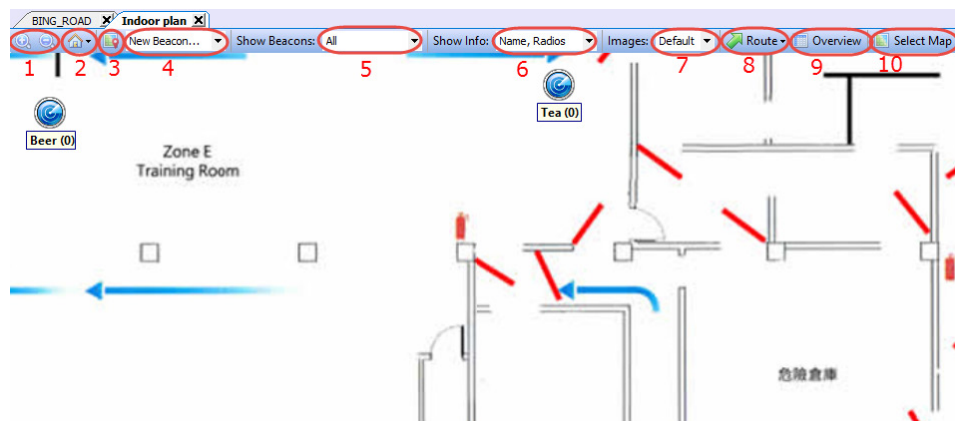 BING_ROAD X Indoor plan X
New Beacon... Show Beacons: All Show Info: Name, Radios Images: Default Route Overview Select Map
1 2 3 4 5 6 7 8 9 10
Beer (0)
Tea (0)
Zone E
Training Room
危險倉庫